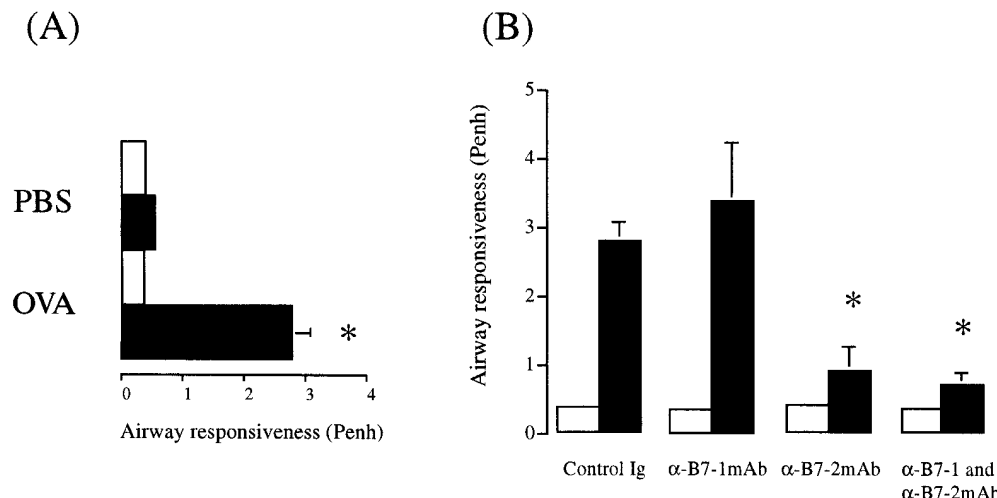 (A)
PBS
OVA
*
0 1 2 3 4
Airway responsiveness (Penh)
(B)
Airway responsiveness (Penh)
5
4
3
2
1
0
*
*
Control Ig
α-B7-1mAb
α-B7-2mAb
α-B7-1 and
α-B7-2mAb